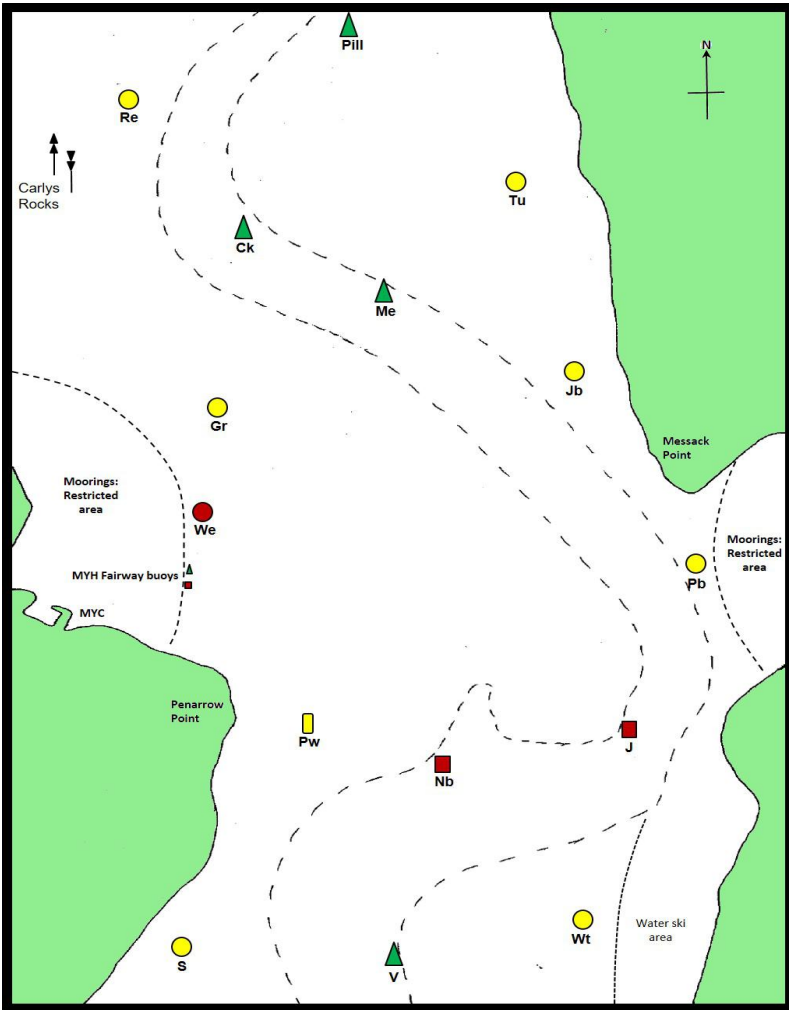 Pill
N
Re
Carlys
Rocks
Tu
Ck
Me
Jb
Gr
Messack
Point
Moorings:
Restricted
area
We
Moorings:
Restricted
area
MYH Fairway buoys
Pb
MYC
Penarrow
Point
Pw
J
Nb
Water ski
area
Wt
S
V